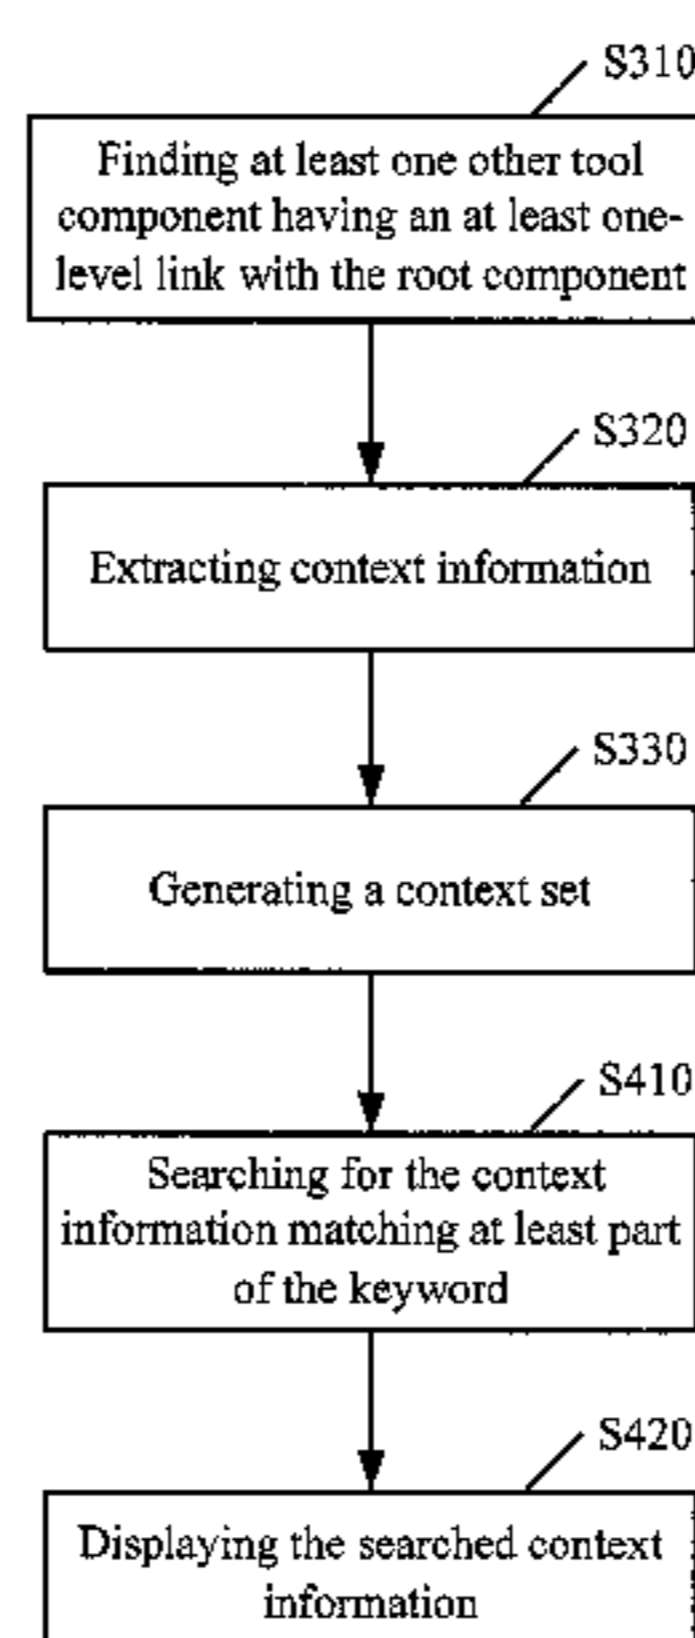 S310
Finding at least one other tool
component having an at least one-
level link with the root component
S320
Extracting context information
S330
Generating a context set
S410
Searching for the context
information matching at least part
of the keyword
S420
Displaying the searched context
information